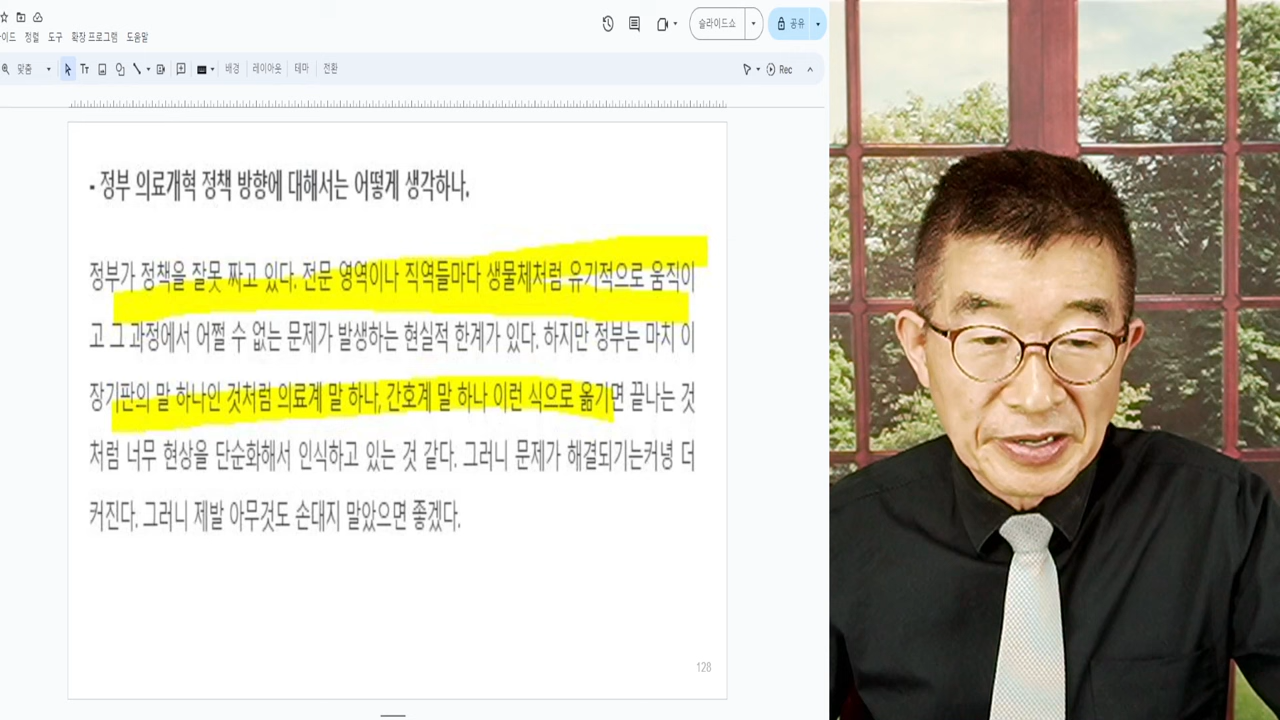 이드 정렬 도구 확장 프로그램 도움말
슬라이드쇼
공유
맞춤
배경 레이아웃 테마 전환
Rec
• 정부 의료개혁 정책 방향에 대해서는 어떻게 생각하나.
정부가 정책을 잘못 짜고 있다. 전문 영역이나 직역들마다 생물체처럼 유기적으로 움직이
고 그 과정에서 어쩔 수 없는 문제가 발생하는 현실적 한계가 있다. 하지만 정부는 마치 이
장기판의 말 하나인 것처럼 의료계 말 하나, 간호계 말 하나 이런 식으로 옮기면 끝나는 것
처럼 너무 현상을 단순화해서 인식하고 있는 것 같다. 그러니 문제가 해결되기는커녕 더
커진다. 그러니 제발 아무것도 손대지 말았으면 좋겠다.
128